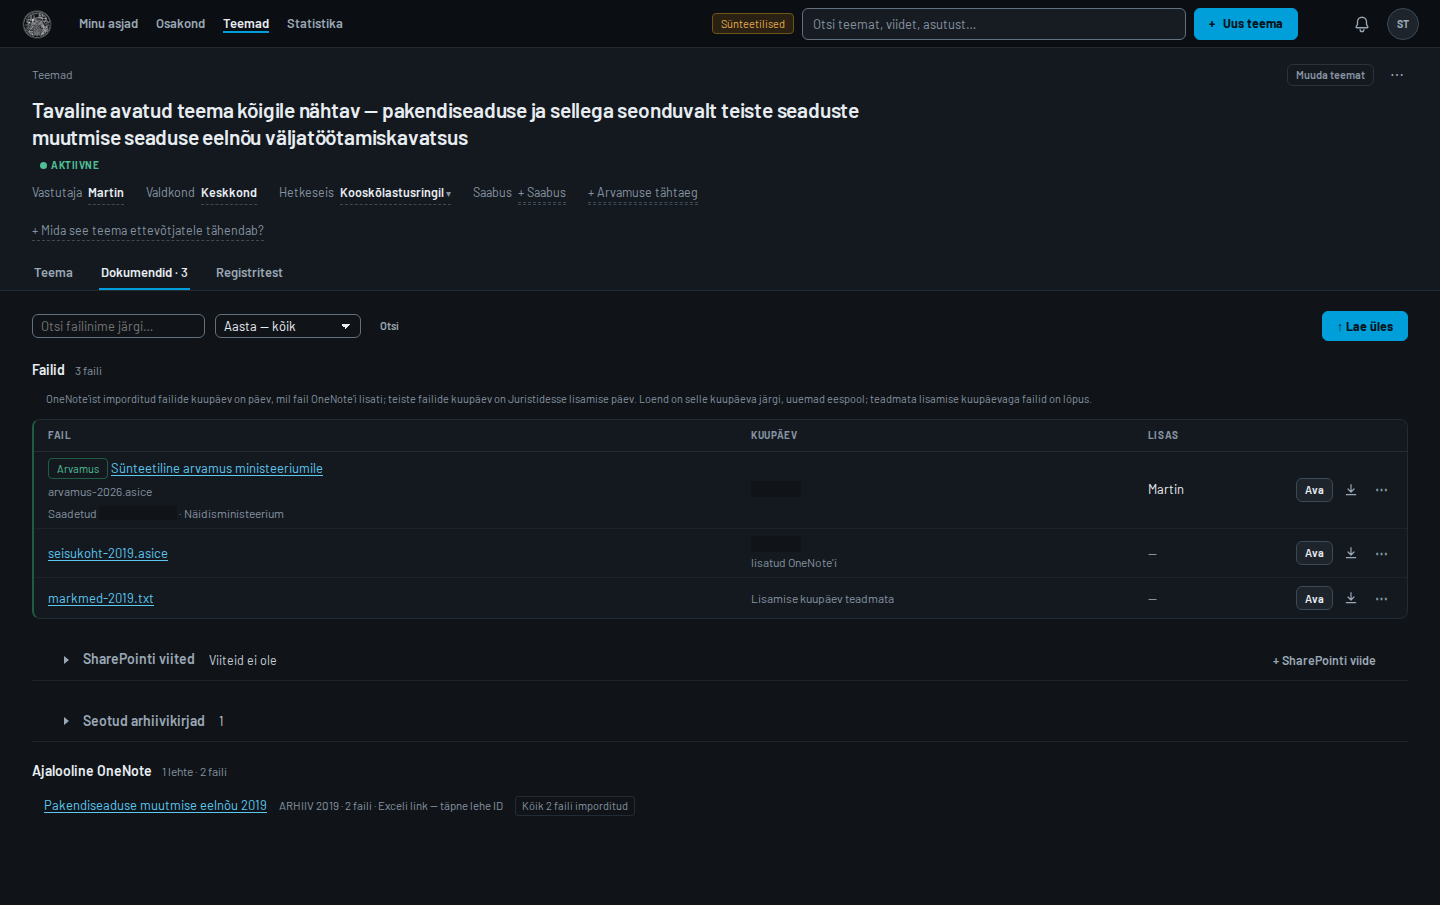 Minu asjad Osakond Teemad Statistika Sünteetilised Otsi teemat, viidet, asutust... + Uus teema ST
Teemad Muuda teemat ...
Tavaline avatud teema kõigile nähtav — pakendiseaduse ja sellega seonduvalt teiste seaduste
muutmise seaduse eelnõu väljatöötamiskavatsus
AKTIIVNE
Vastutaja Martin Valdkond Keskkond Hetkeseis Kooskõlastusringil Saabus + Saabus + Arvamuse tähtaeg
+ Mida see teema ettevõtjatele tähendab?
Teema Dokumendid · 3 Registritest
Otsi failinime järgi... Aasta — kõik Otsi ↑ Lae üles
Failid 3 faili
OneNote'ist imporditud failide kuupäev on päev, mil fail OneNote'i lisati; teiste failide kuupäev on Juristidesse lisamise päev. Loend on selle kuupäeva järgi, uuemad eespool; teadmata lisamise kuupäevaga failid on lõpus.
FAIL KUUPÄEV LISAS
Arvamus Sünteetiline arvamus ministeeriumile
arvamus-2026.asice Martin Ava ...
Saadetud · Näidisministeerium
seisukoht-2019.asice — Ava ...
lisatud OneNote'i
markmed-2019.txt Lisamise kuupäev teadmata — Ava ...
SharePointi viited Viiteid ei ole + SharePointi viide
Seotud arhiivikirjad 1
Ajalooline OneNote 1 lehte · 2 faili
Pakendiseaduse muutmise eelnõu 2019 ARHIIV 2019 · 2 faili · Exceli link — täpne lehe ID Kõik 2 faili imporditud